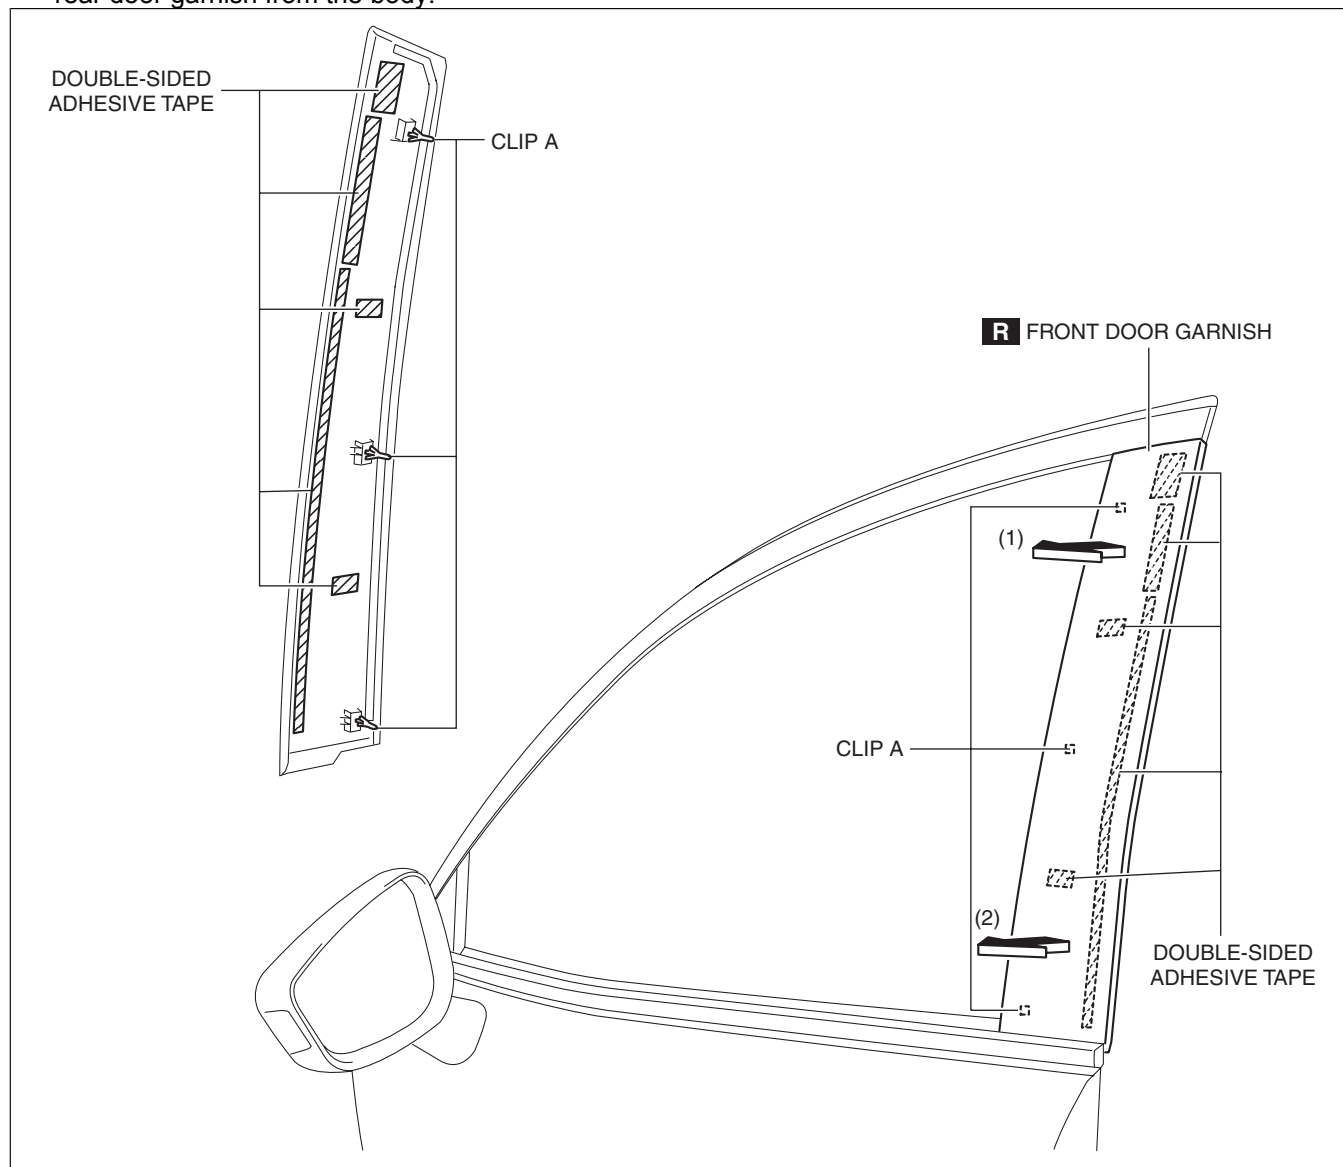 rear door garnish from the body.
DOUBLE-SIDED
ADHESIVE TAPE
CLIP A
R FRONT DOOR GARNISH
(1)
CLIP A
(2)
DOUBLE-SIDED
ADHESIVE TAPE